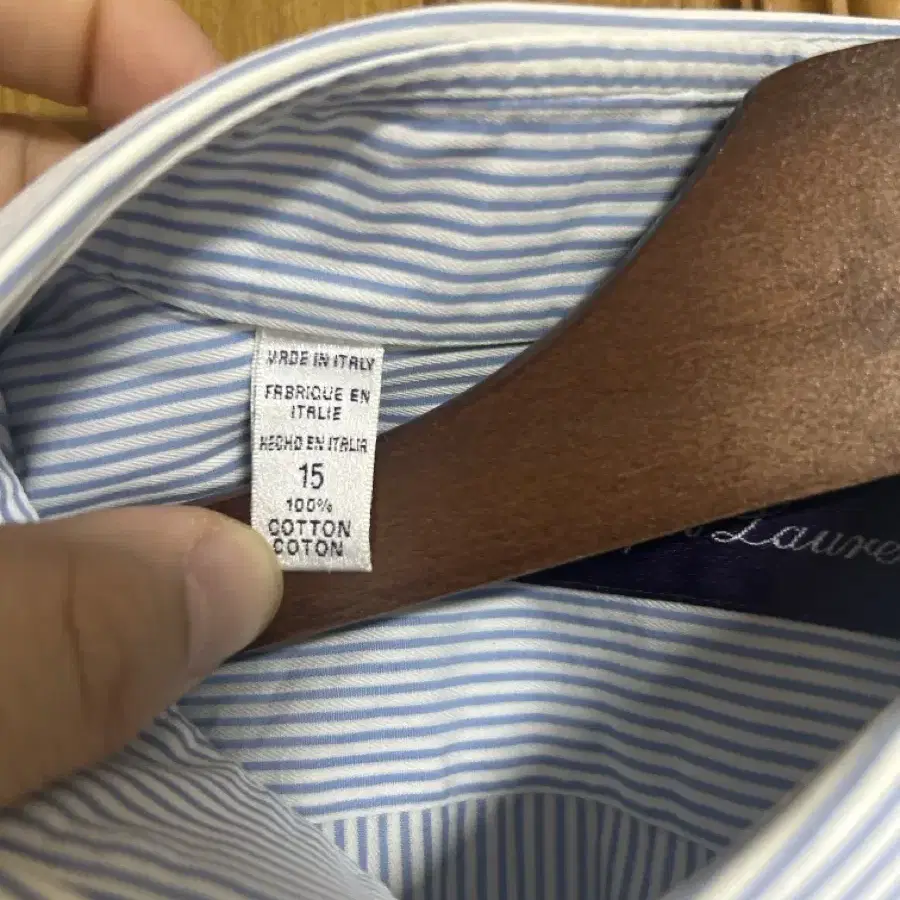 MADE IN ITALY
FABRIQUE EN
ITALIE
HECHO EN ITALIA
15
100%
COTTON
COTON